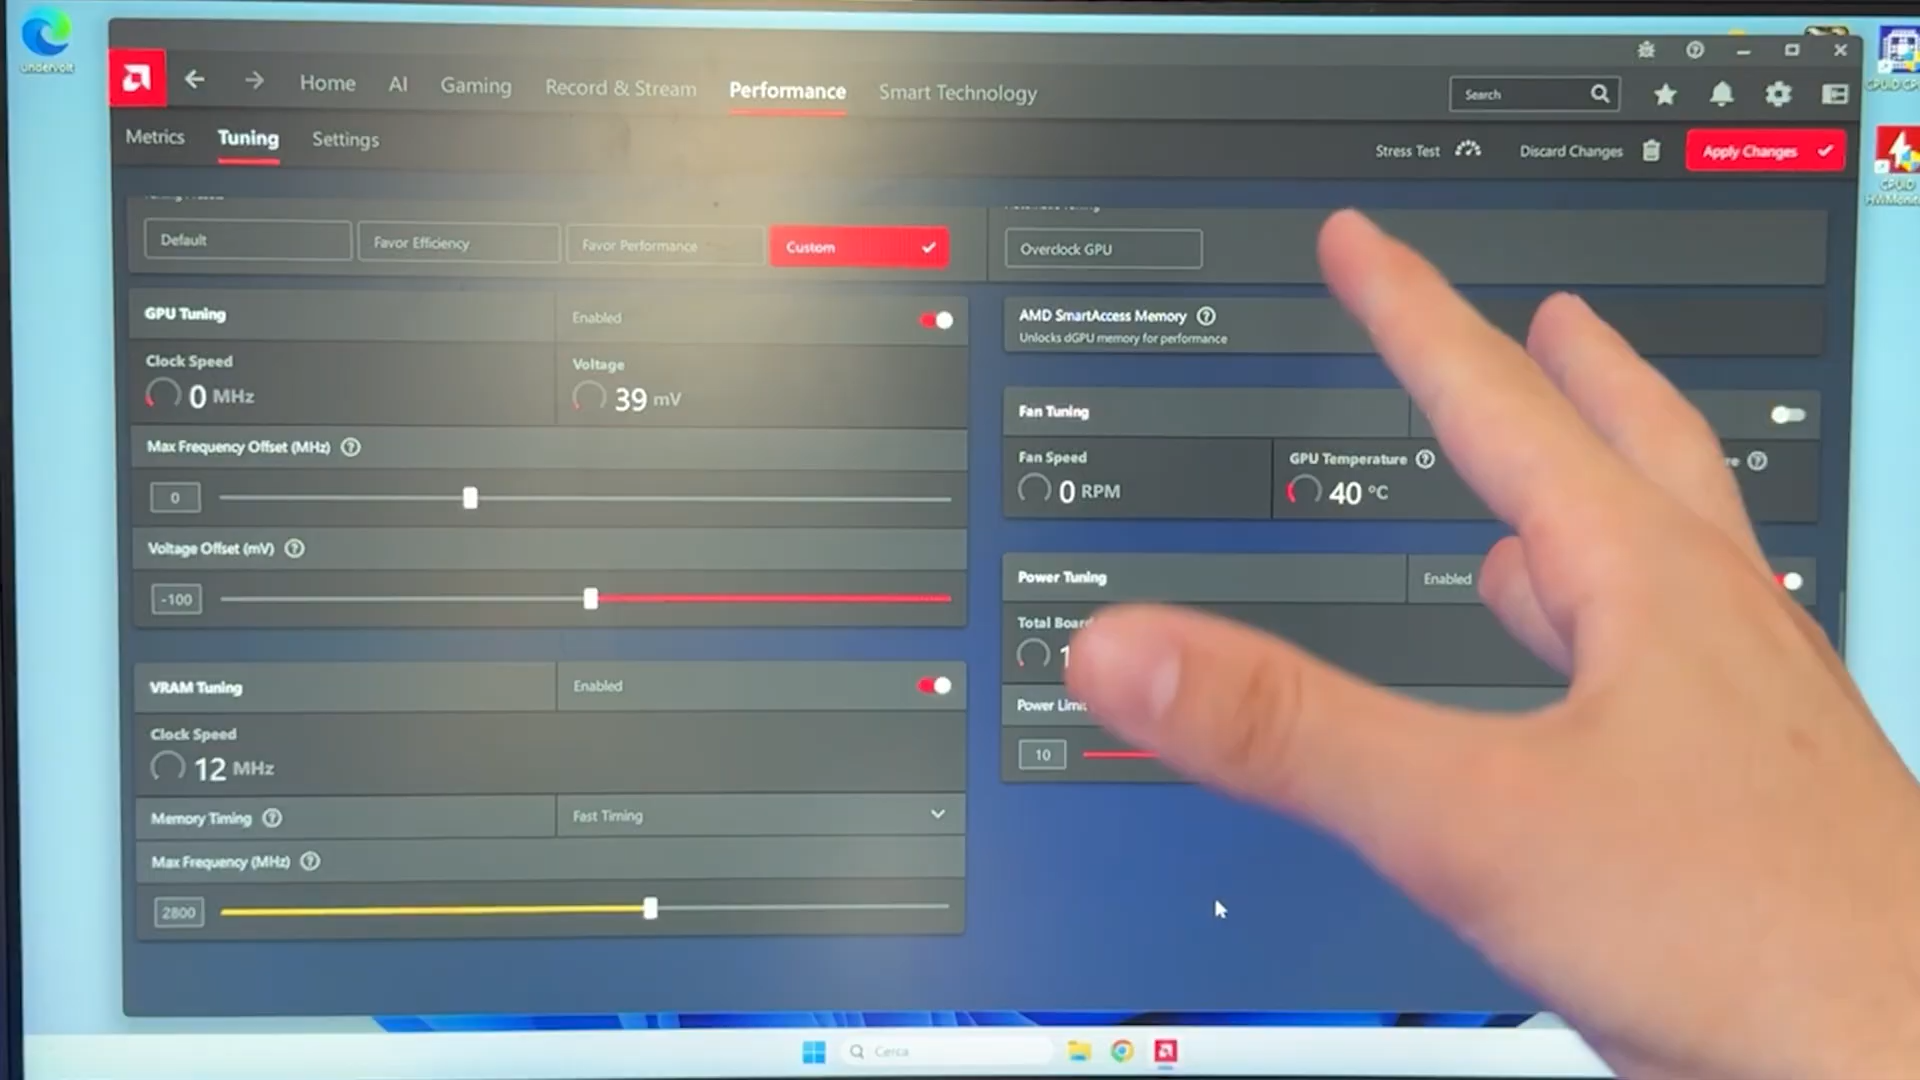 undervolt
Home AI Gaming Record & Stream Performance Smart Technology
Search
Metrics Tuning Settings
Stress Test Discard Changes Apply Changes
Default Favor Efficiency Favor Performance Custom
Overclock GPU
GPU Tuning Enabled
Clock Speed
0 MHz
Voltage
39 mV
Max Frequency Offset (MHz)
0
Voltage Offset (mV)
-100
VRAM Tuning Enabled
Clock Speed
12 MHz
Memory Timing Fast Timing
Max Frequency (MHz)
2800
AMD SmartAccess Memory
Unlocks dGPU memory for performance
Fan Tuning
Fan Speed
0 RPM
GPU Temperature
40 °C
Power Tuning Enabled
Total
Power
10
CPUID
Cerca